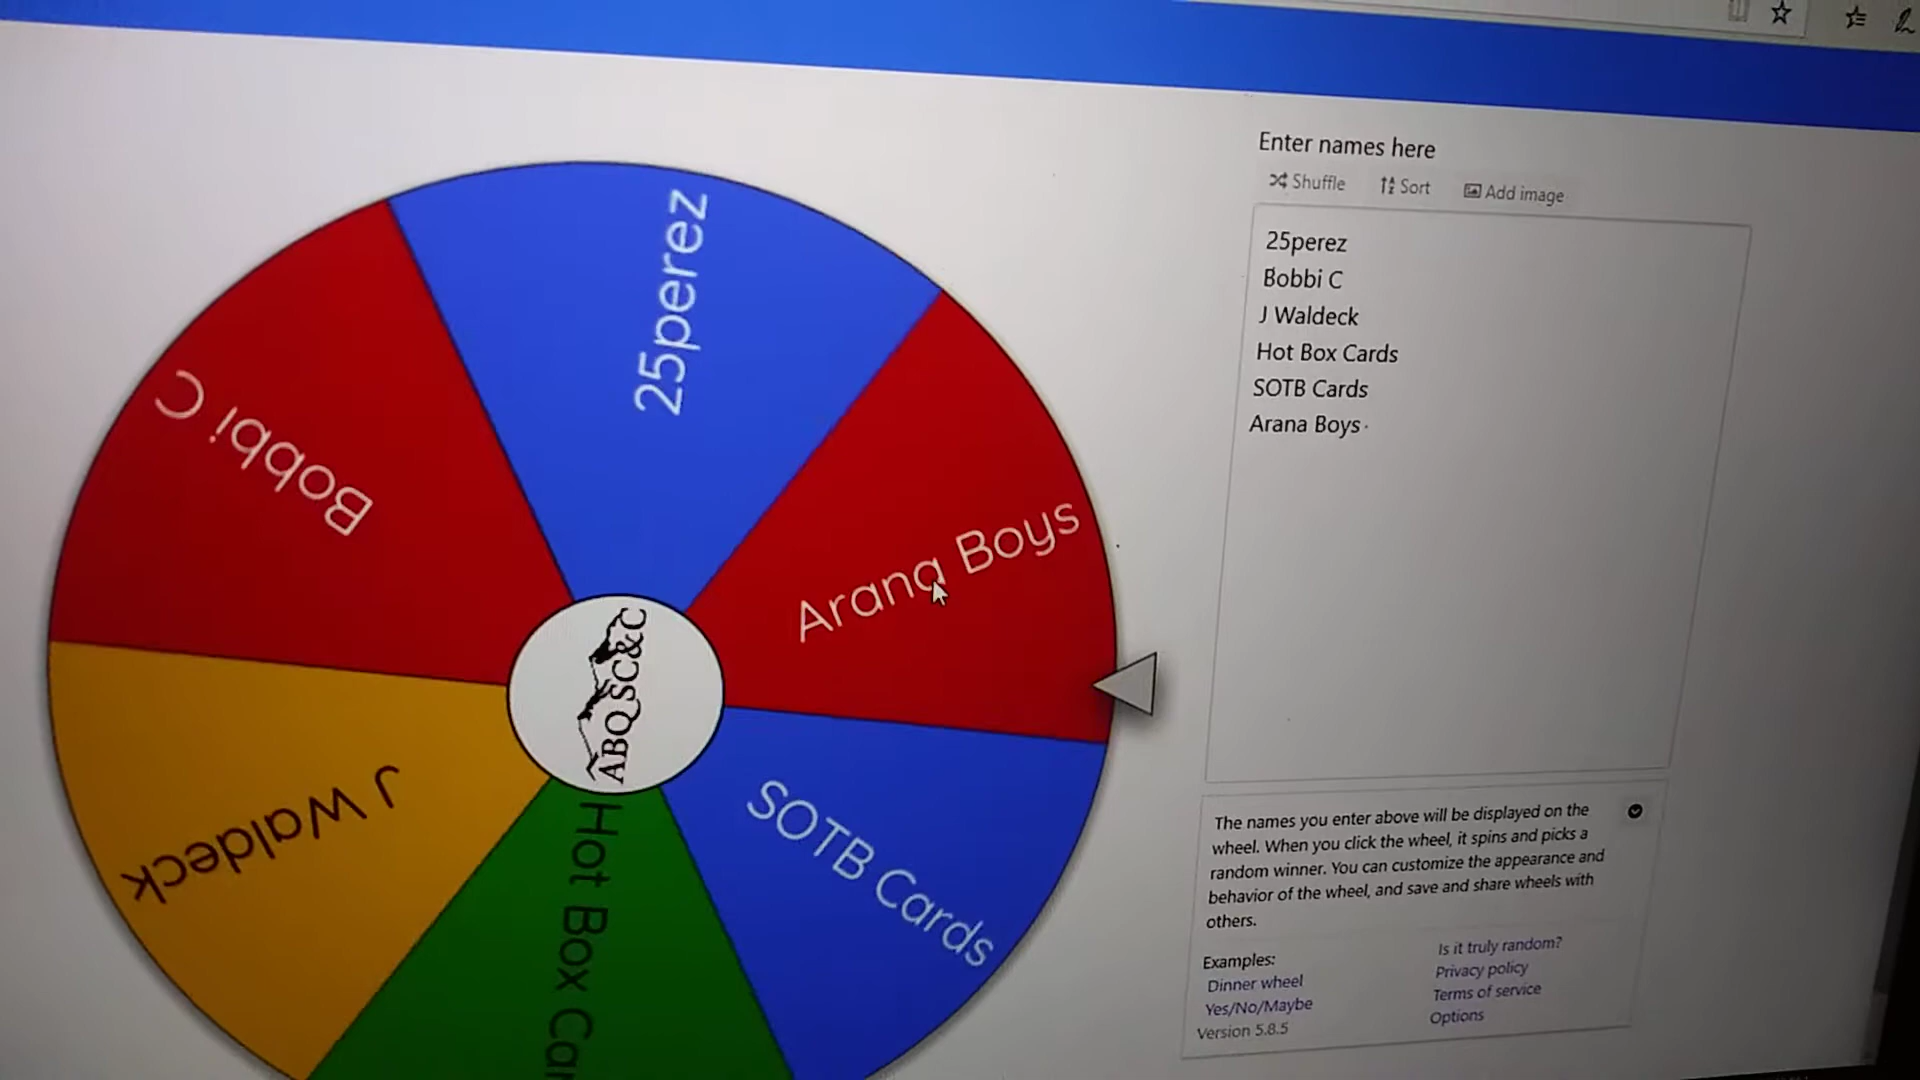 Enter names here
Shuffle Sort Add image
25perez
Bobbi C
J Waldeck
Hot Box Cards
SOTB Cards
Arana Boys
25perez
Bobbi C
Arana Boys
J Waldeck
SOTB Cards
Hot Box Car
ABQ SC&C
The names you enter above will be displayed on the
wheel. When you click the wheel, it spins and picks a
random winner. You can customize the appearance and
behavior of the wheel, and save and share wheels with
others.
Examples:
Dinner wheel
Yes/No/Maybe
Version 5.8.5
Is it truly random?
Privacy policy
Terms of service
Options